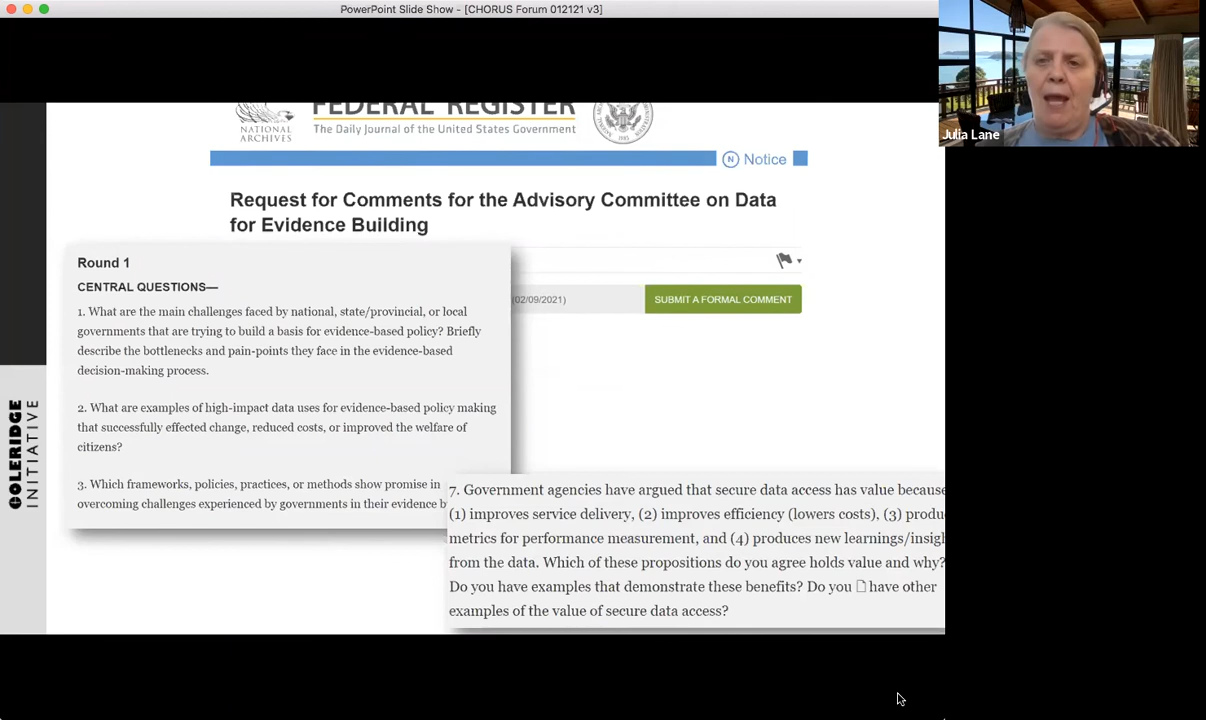 PowerPoint Slide Show - [CHORUS Forum 012121 v3]
Julia Lane
FEDERAL REGISTER
The Daily Journal of the United States Government
NATIONAL
ARCHIVES
1985
Notice
Request for Comments for the Advisory Committee on Data
for Evidence Building
(02/09/2021)
SUBMIT A FORMAL COMMENT
Round 1
CENTRAL QUESTIONS—
1. What are the main challenges faced by national, state/provincial, or local
governments that are trying to build a basis for evidence-based policy? Briefly
describe the bottlenecks and pain-points they face in the evidence-based
decision-making process.
2. What are examples of high-impact data uses for evidence-based policy making
that successfully effected change, reduced costs, or improved the welfare of
citizens?
3. Which frameworks, policies, practices, or methods show promise in
overcoming challenges experienced by governments in their evidence b
7. Government agencies have argued that secure data access has value because
(1) improves service delivery, (2) improves efficiency (lowers costs), (3) produ
metrics for performance measurement, and (4) produces new learnings/insigh
from the data. Which of these propositions do you agree holds value and why?
Do you have examples that demonstrate these benefits? Do you have other
examples of the value of secure data access?
COLERIDGE
INITIATIVE